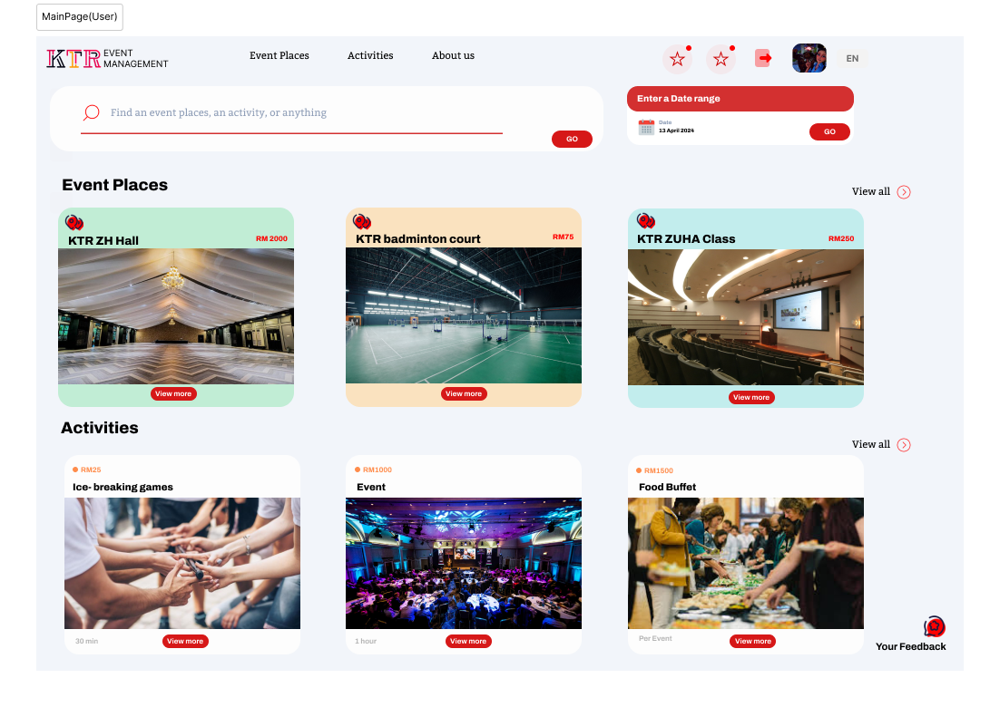 MainPage(User)
KTR EVENT
MANAGEMENT
Event Places
Activities
About us
EN
Find an event places, an activity, or anything
GO
Enter a Date range
Date
13 April 2024
GO
Event Places
View all
KTR ZH Hall
RM 2000
KTR badminton court
RM75
KTR ZUHA Class
RM250
View more
View more
View more
Activities
View all
RM25
Ice- breaking games
RM1000
Event
RM1500
Food Buffet
30 min
View more
1 hour
View more
Per Event
View more
Your Feedback